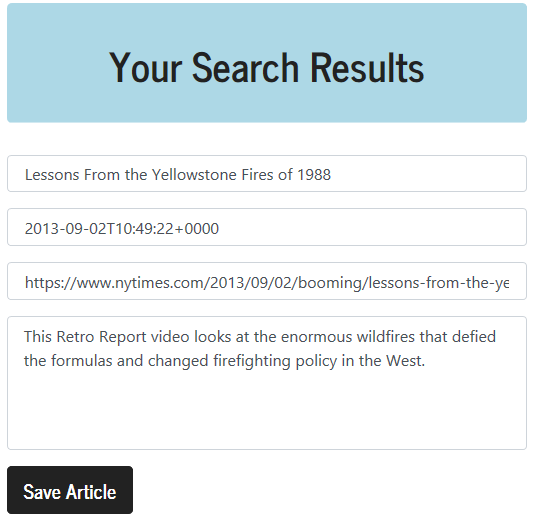 Your Search Results
Lessons From the Yellowstone Fires of 1988
2013-09-02T10:49:22+0000
https://www.nytimes.com/2013/09/02/booming/lessons-from-the-ye
This Retro Report video looks at the enormous wildfires that defied
the formulas and changed firefighting policy in the West.
Save Article